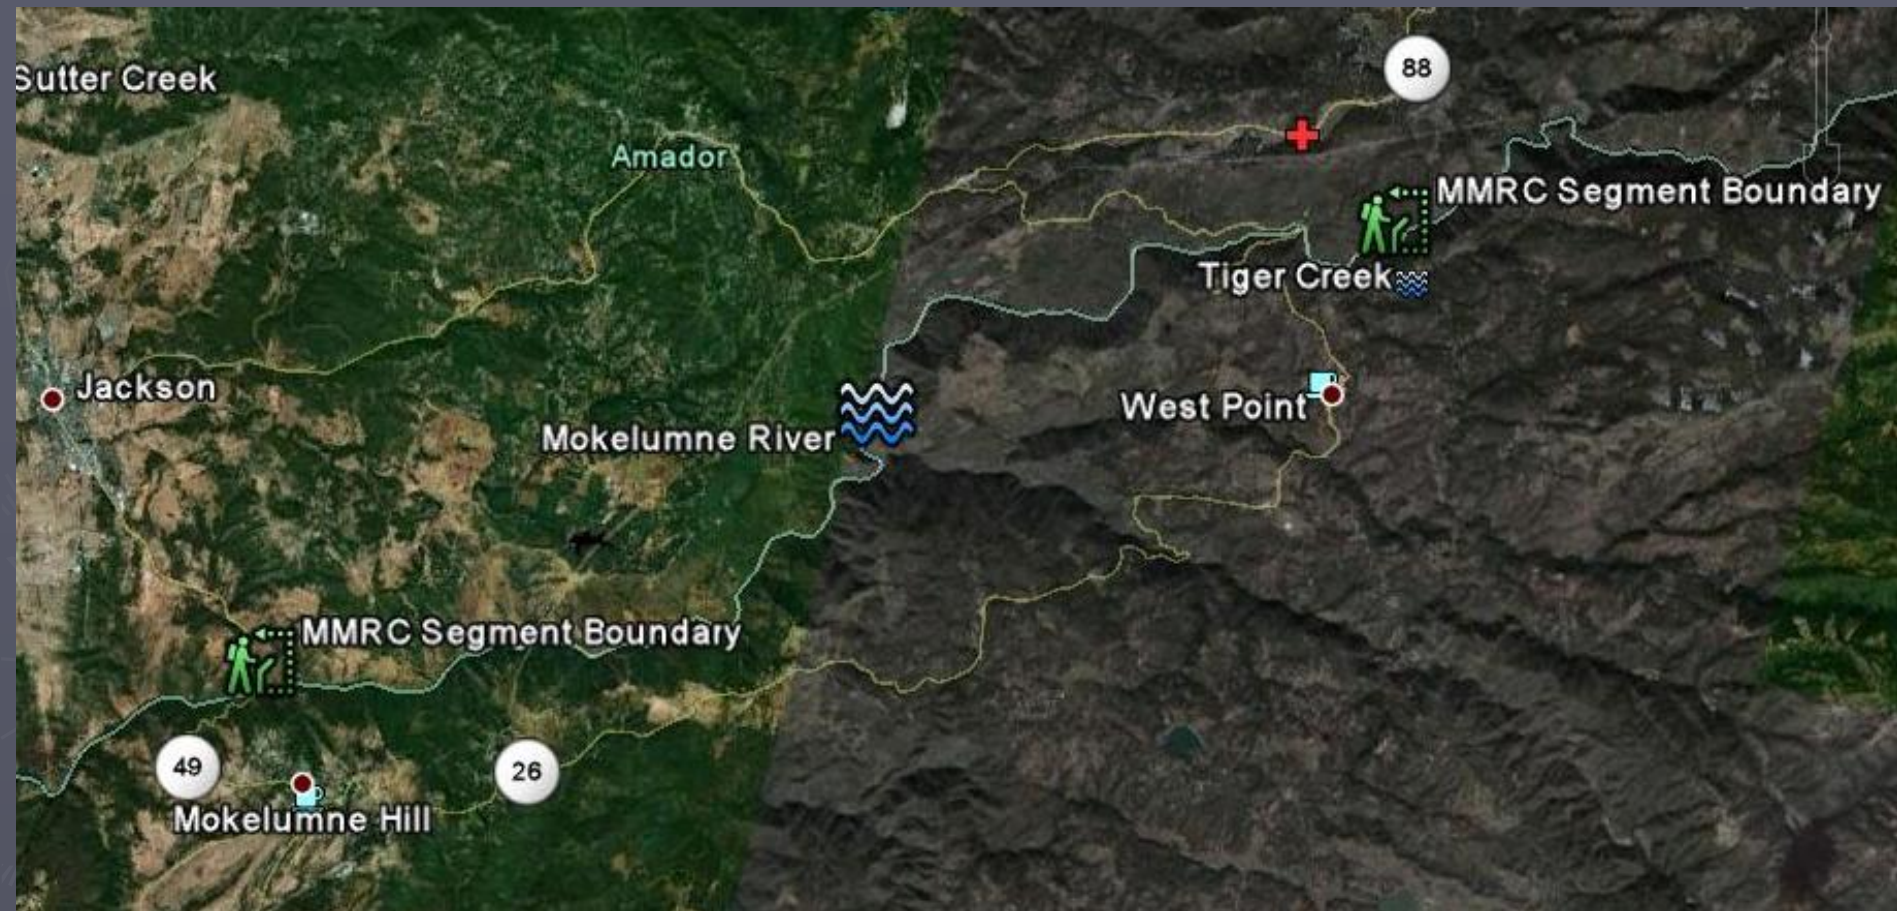 88
Sutter Creek
Amador
MMRC Segment Boundary
Tiger Creek
Jackson
West Point
Mokelumne River
MMRC Segment Boundary
49
26
Mokelumne Hill